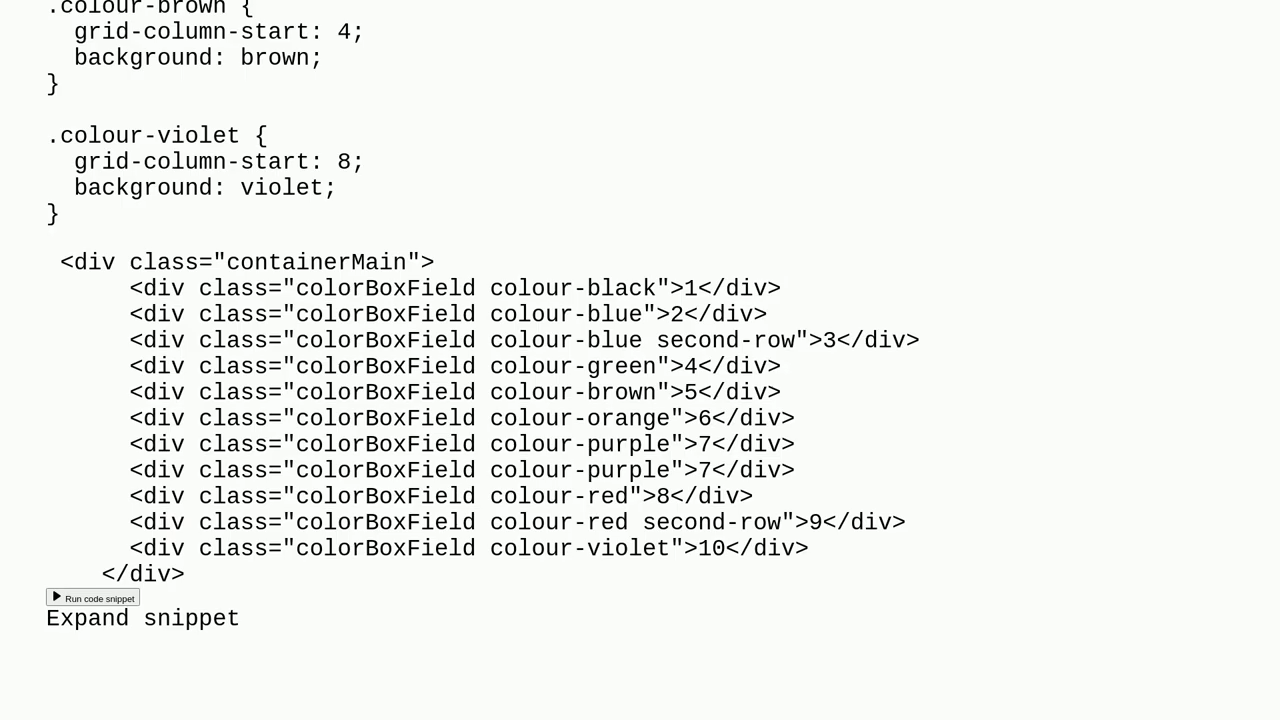 .colour-brown {
  grid-column-start: 4;
  background: brown;
}

.colour-violet {
  grid-column-start: 8;
  background: violet;
}

 <div class="containerMain">
      <div class="colorBoxField colour-black">1</div>
      <div class="colorBoxField colour-blue">2</div>
      <div class="colorBoxField colour-blue second-row">3</div>
      <div class="colorBoxField colour-green">4</div>
      <div class="colorBoxField colour-brown">5</div>
      <div class="colorBoxField colour-orange">6</div>
      <div class="colorBoxField colour-purple">7</div>
      <div class="colorBoxField colour-purple">7</div>
      <div class="colorBoxField colour-red">8</div>
      <div class="colorBoxField colour-red second-row">9</div>
      <div class="colorBoxField colour-violet">10</div>
    </div>
Run code snippet
Expand snippet